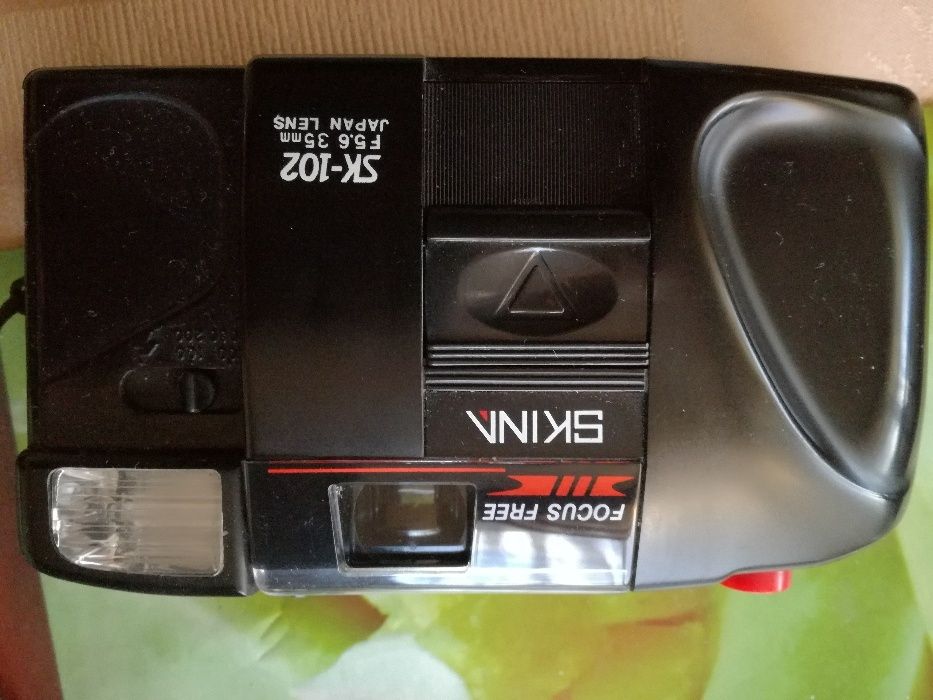 FOCUS FREE
SKINA
SK-102
F5.6 35mm
JAPAN LENS